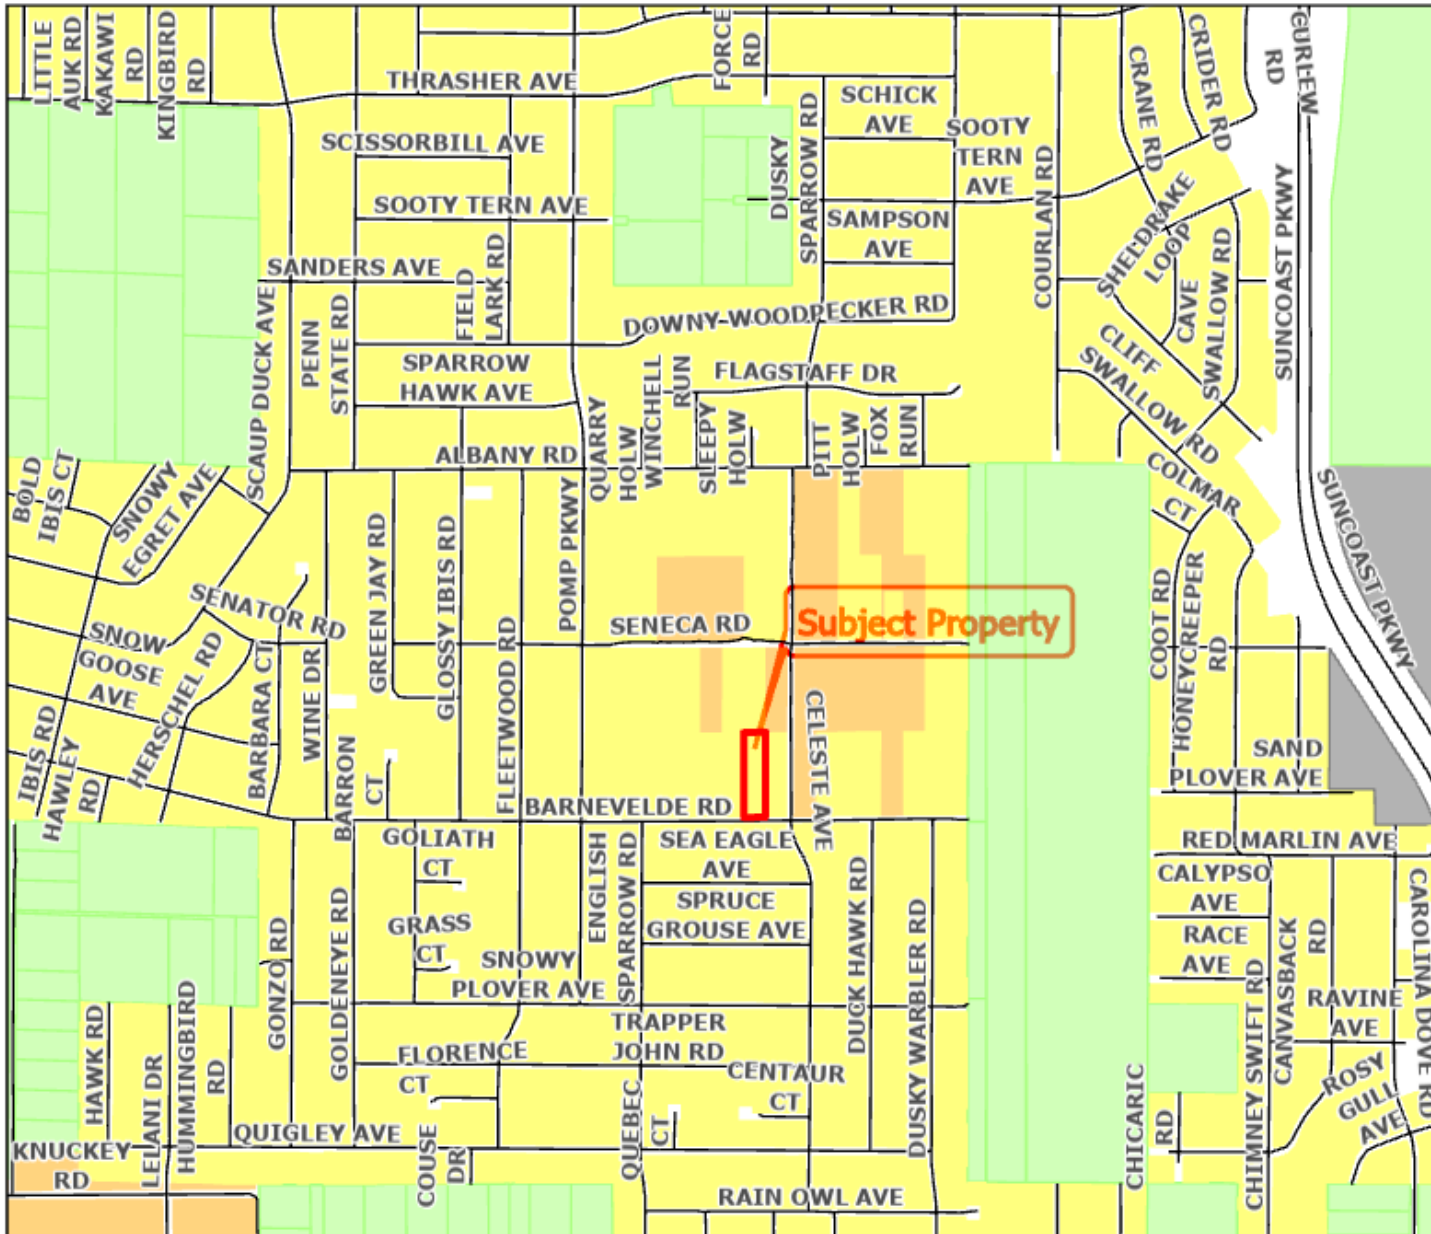 LITTLE
AUK RD
KAKAWI
RD
KINGBIRD
RD
THRASHER AVE
FORCE
RD
SCHICK
AVE
CRANE RD
CRIDER RD
CURLEW
RD
SCISSORBILL AVE
SOOTY
TERN
AVE
DUSKY
SPARROW RD
SOOTY TERN AVE
SAMPSON
AVE
COURLAN RD
SHELDRAKE
LOOP
SUNCOAST PKWY
SANDERS AVE
FIELD
LARK RD
DOWNY WOODPECKER RD
CAVE
SWALLOW RD
SCAUP DUCK AVE
PENN
STATE RD
SPARROW
HAWK AVE
WINCHELL
RUN
FLAGSTAFF DR
CLIFF
SWALLOW RD
ALBANY RD
QUARRY
HOLW
SLEEPY
HOLW
PITT
HOLW
FOX
RUN
COLMAR
CT
BOLD
IBIS CT
SNOWY
EGRET AVE
SUNCOAST PKWY
GREEN JAY RD
GLOSSY IBIS RD
POMP PKWY
SENATOR RD
SENECA RD
Subject Property
COOT RD
HONEYCREEPER
RD
SNOW
GOOSE
AVE
HERSCHEL RD
BARBARA CT
WINE DR
FLEETWOOD RD
CELESTE AVE
IBIS RD
HAWLEY
RD
BARRON
CT
SAND
PLOVER AVE
BARNEVELDE RD
GOLIATH
CT
SEA EAGLE
AVE
RED MARLIN AVE
ENGLISH
SPARROW RD
SPRUCE
GROUSE AVE
DUCK HAWK RD
DUSKY WARBLER RD
CALYPSO
AVE
CAROLINA DOVE RD
GOLDENEYE RD
GRASS
CT
GONZO RD
SNOWY
PLOVER AVE
RACE
AVE
CANVASBACK
RD
CHIMNEY SWIFT RD
RAVINE
AVE
HAWK RD
LELANI DR
HUMMINGBIRD
RD
TRAPPER
JOHN RD
FLORENCE
CT
CENTAUR
CT
ROSY
GULL
AVE
CHICARIC
RD
QUIGLEY AVE
COUSE
DR
QUEBEC
CT
KNUCKEY
RD
RAIN OWL AVE